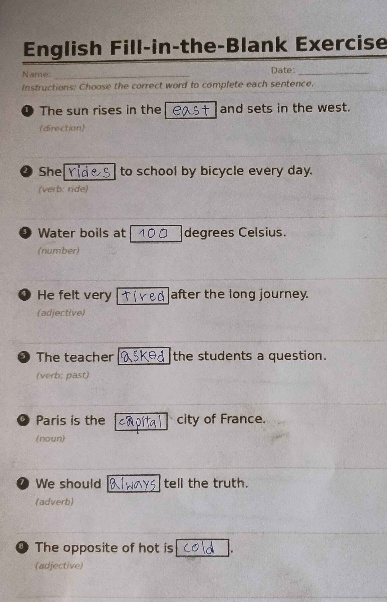 English Fill-in-the-Blank Exercise
Name: Date:
Instructions: Choose the correct word to complete each sentence.
1 The sun rises in the east and sets in the west.
(direction)
2 She rides to school by bicycle every day.
(verb: ride)
3 Water boils at 100 degrees Celsius.
(number)
4 He felt very tired after the long journey.
(adjective)
5 The teacher asked the students a question.
(verb: past)
6 Paris is the capital city of France.
(noun)
7 We should always tell the truth.
(adverb)
8 The opposite of hot is cold.
(adjective)